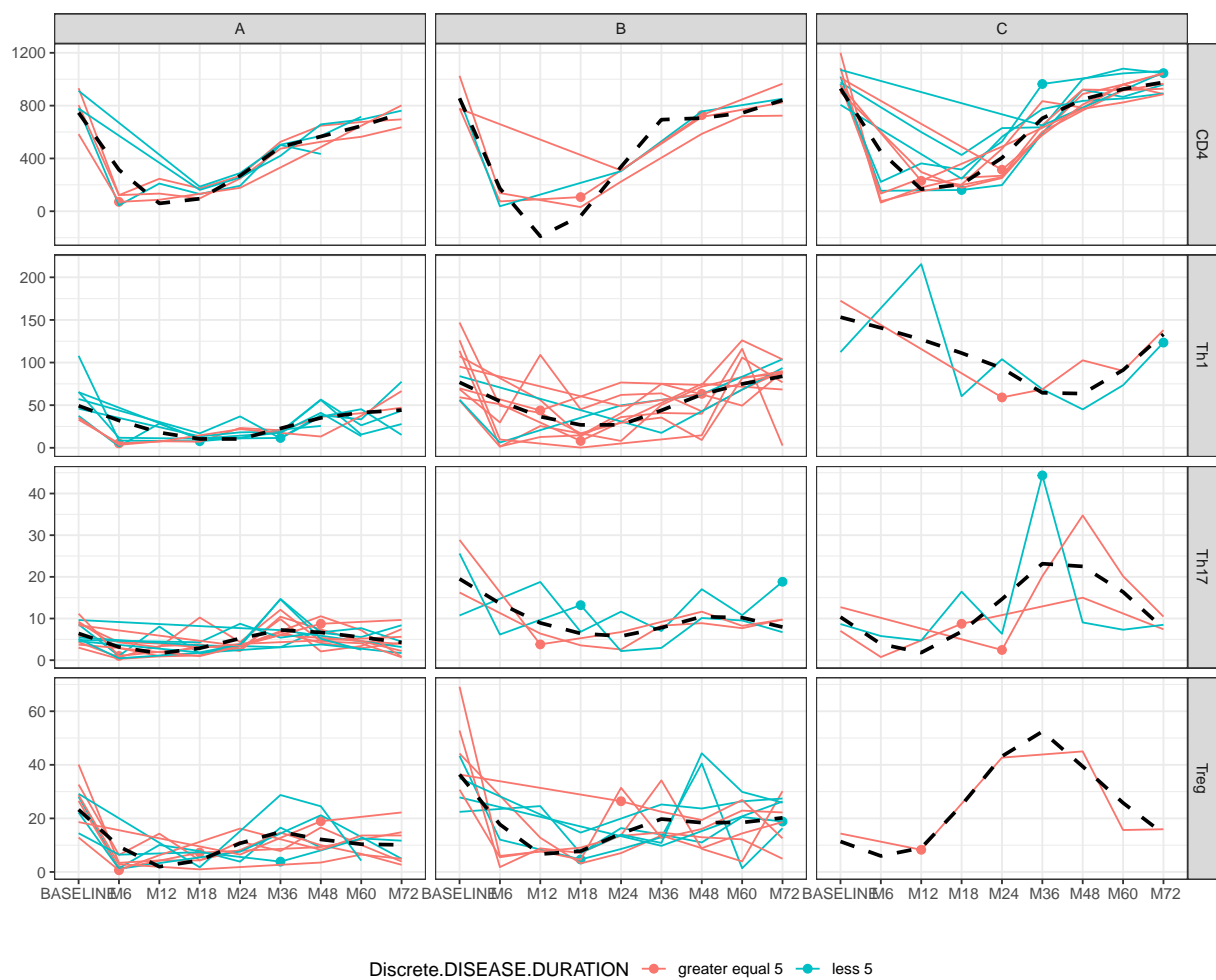 A B C
1200
800
400
0
CD4
200
150
100
50
0
Th1
40
30
20
10
0
Th17
60
40
20
0
Treg
BASELINE M6 M12 M18 M24 M36 M48 M60 M72 BASELINE M6 M12 M18 M24 M36 M48 M60 M72 BASELINE M6 M12 M18 M24 M36 M48 M60 M72
Discrete.DISEASE.DURATION greater equal 5 less 5